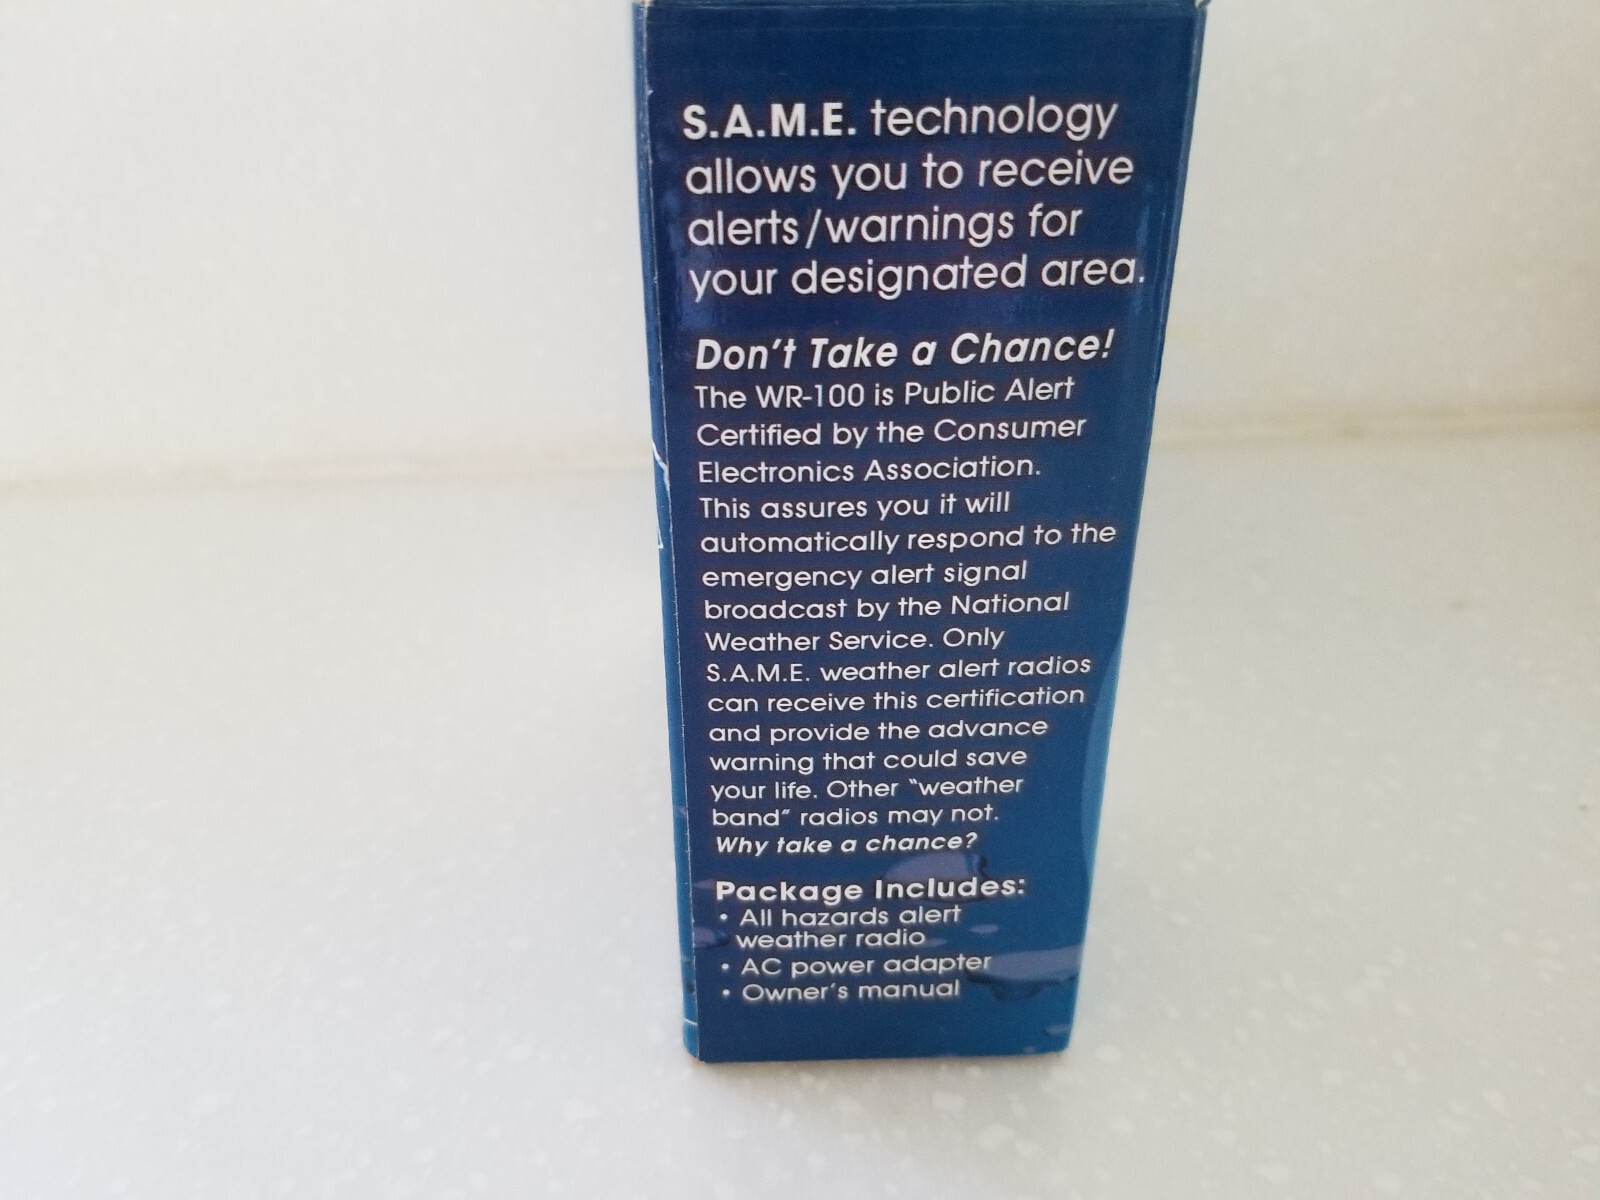 S.A.M.E. technology
allows you to receive
alerts/warnings for
your designated area.
Don't Take a Chance!
The WR-100 is Public Alert
Certified by the Consumer
Electronics Association.
This assures you it will
automatically respond to the
emergency alert signal
broadcast by the National
Weather Service. Only
S.A.M.E. weather alert radios
can receive this certification
and provide the advance
warning that could save
your life. Other "weather
band" radios may not.
Why take a chance?
Package Includes:
• All hazards alert
weather radio
• AC power adapter
• Owner's manual